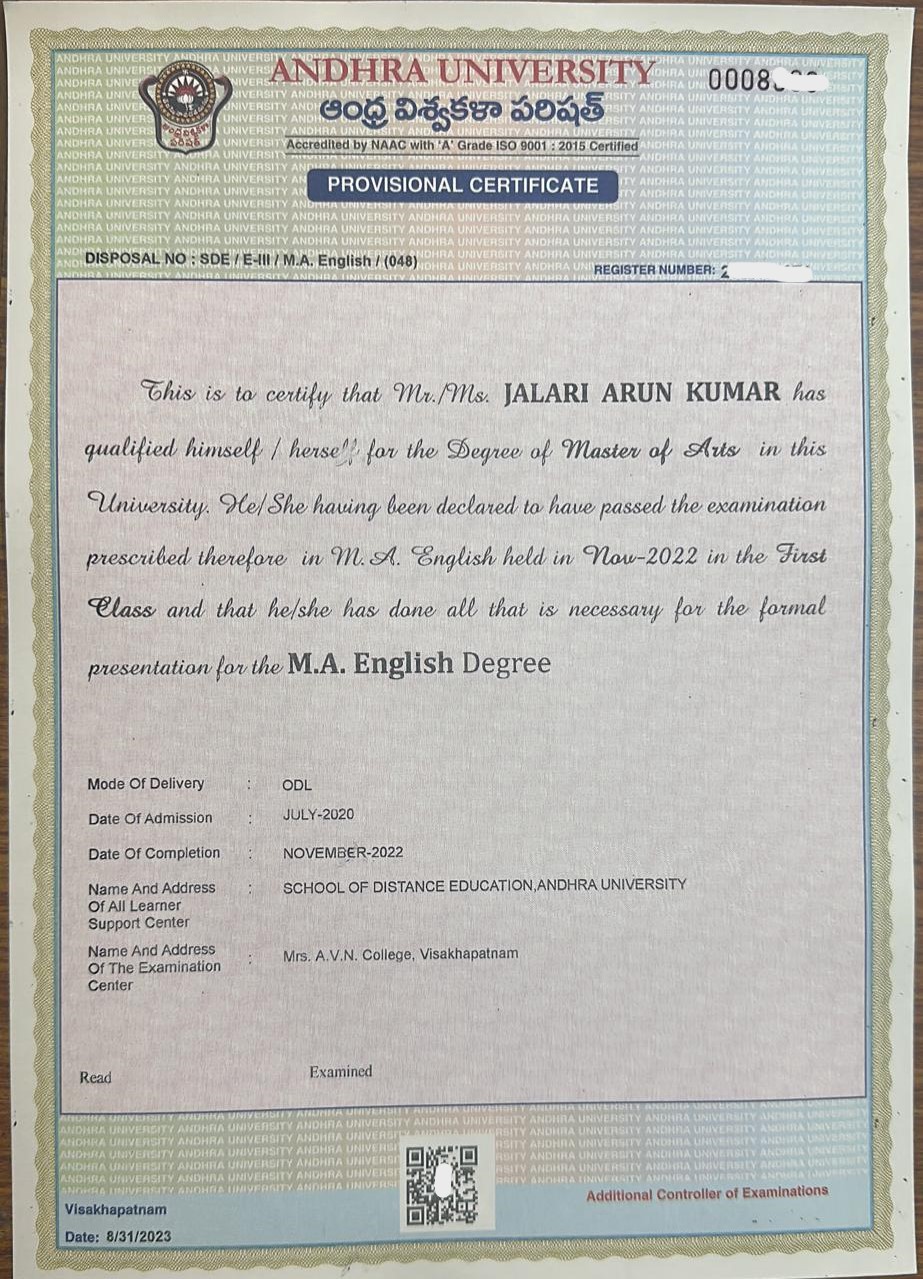 ANDHRA UNIVERSITY
ఆంధ్ర విశ్వకళా పరిషత్
Accredited by NAAC with 'A' Grade ISO 9001 : 2015 Certified
0008
PROVISIONAL CERTIFICATE
DISPOSAL NO : SDE / E-III / M.A. English / (048)
REGISTER NUMBER: 2
This is to certify that Mr./Ms. JALARI ARUN KUMAR has
qualified himself / herself for the Degree of Master of Arts in this
University. He/She having been declared to have passed the examination
prescribed therefore in M. A. English held in Nov-2022 in the First
Class and that he/she has done all that is necessary for the formal
presentation for the M.A. English Degree
Mode Of Delivery : ODL
Date Of Admission : JULY-2020
Date Of Completion : NOVEMBER-2022
Name And Address : SCHOOL OF DISTANCE EDUCATION,ANDHRA UNIVERSITY
Of All Learner
Support Center
Name And Address
Of The Examination : Mrs. A.V.N. College, Visakhapatnam
Center
Read Examined
Additional Controller of Examinations
Visakhapatnam
Date: 8/31/2023